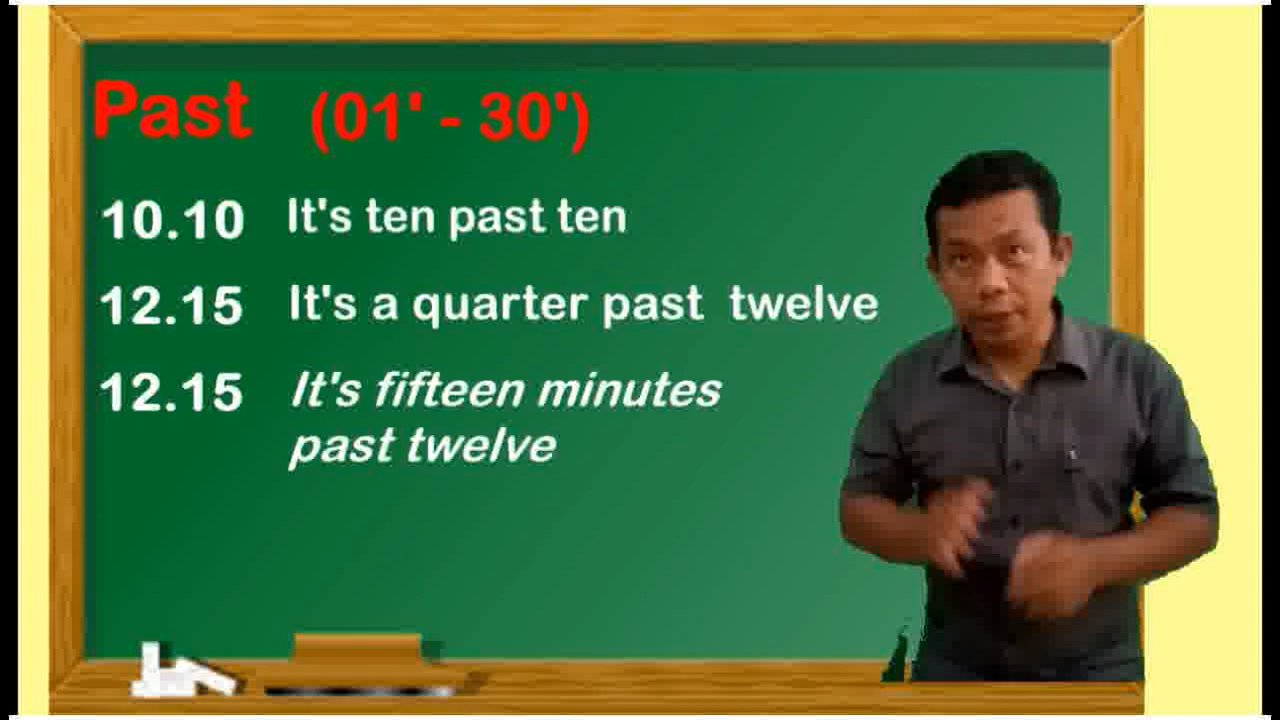 Past (01' - 30')
10.10 It's ten past ten
12.15 It's a quarter past twelve
12.15 It's fifteen minutes
past twelve